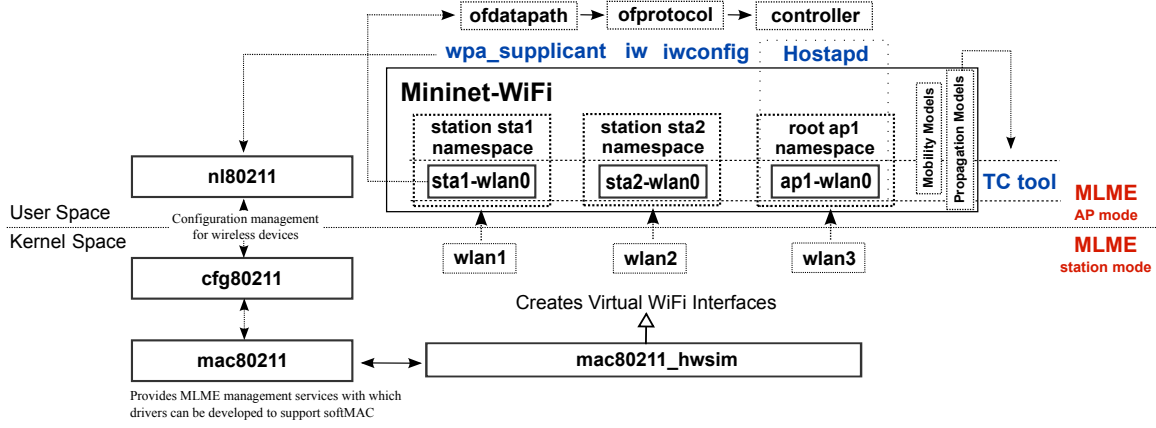 ofdatapath ofprotocol controller
wpa_supplicant iw iwconfig Hostapd
Mininet-WiFi
station sta1
namespace
sta1-wlan0
station sta2
namespace
sta2-wlan0
root ap1
namespace
ap1-wlan0
Mobility Models
Propagation Models
TC tool
MLME
AP mode
nl80211
User Space
Configuration management
for wireless devices
Kernel Space
MLME
station mode
wlan1 wlan2 wlan3
cfg80211
Creates Virtual WiFi Interfaces
mac80211
mac80211_hwsim
Provides MLME management services with which
drivers can be developed to support softMAC